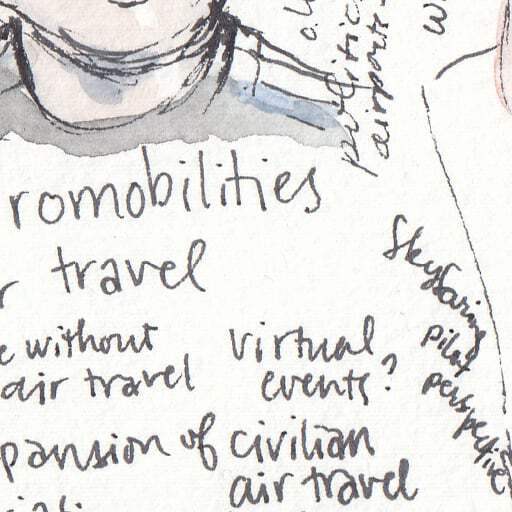 politics
airports
romobilities
r travel
e without
air travel
virtual
events?
pansion of civilian
air travel
Skyfaring
pilot
perspective